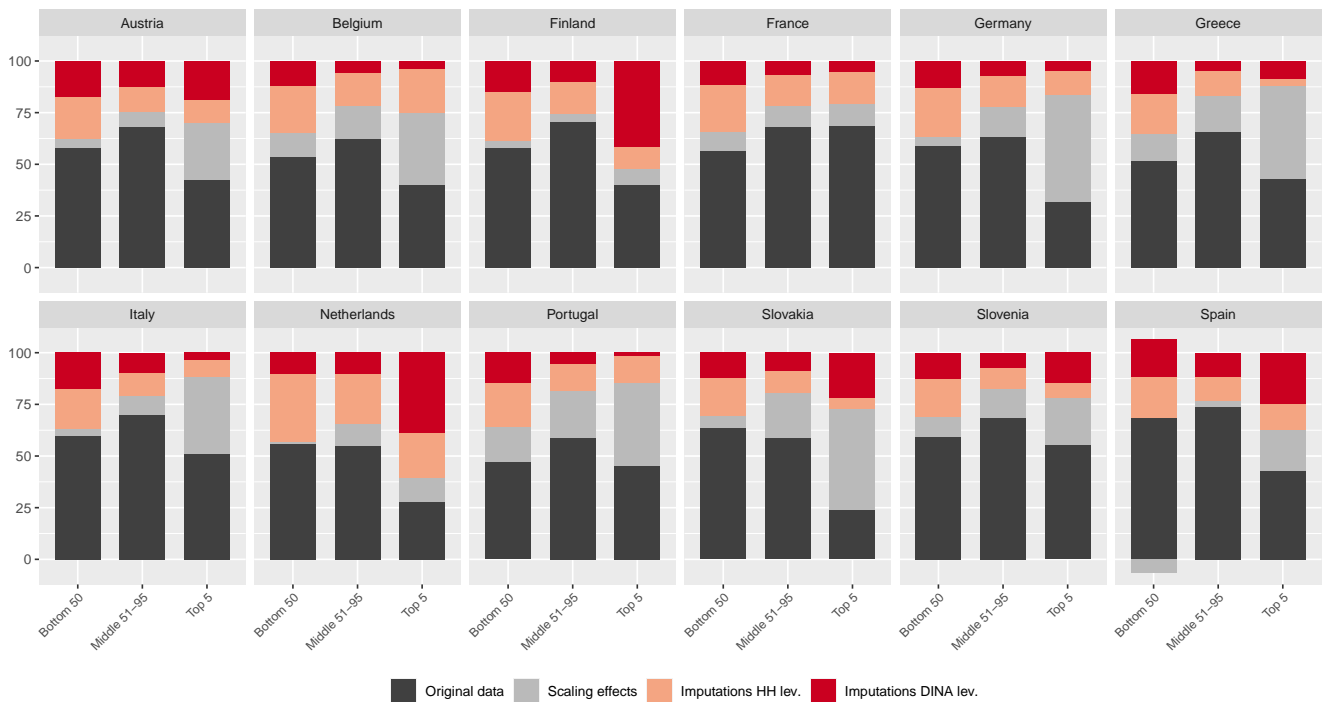 Austria Belgium Finland France Germany Greece
100
75
50
25
0
Italy Netherlands Portugal Slovakia Slovenia Spain
100
75
50
25
0
Bottom 50 Middle 51–95 Top 5 Bottom 50 Middle 51–95 Top 5 Bottom 50 Middle 51–95 Top 5 Bottom 50 Middle 51–95 Top 5 Bottom 50 Middle 51–95 Top 5 Bottom 50 Middle 51–95 Top 5
Original data Scaling effects Imputations HH lev. Imputations DINA lev.